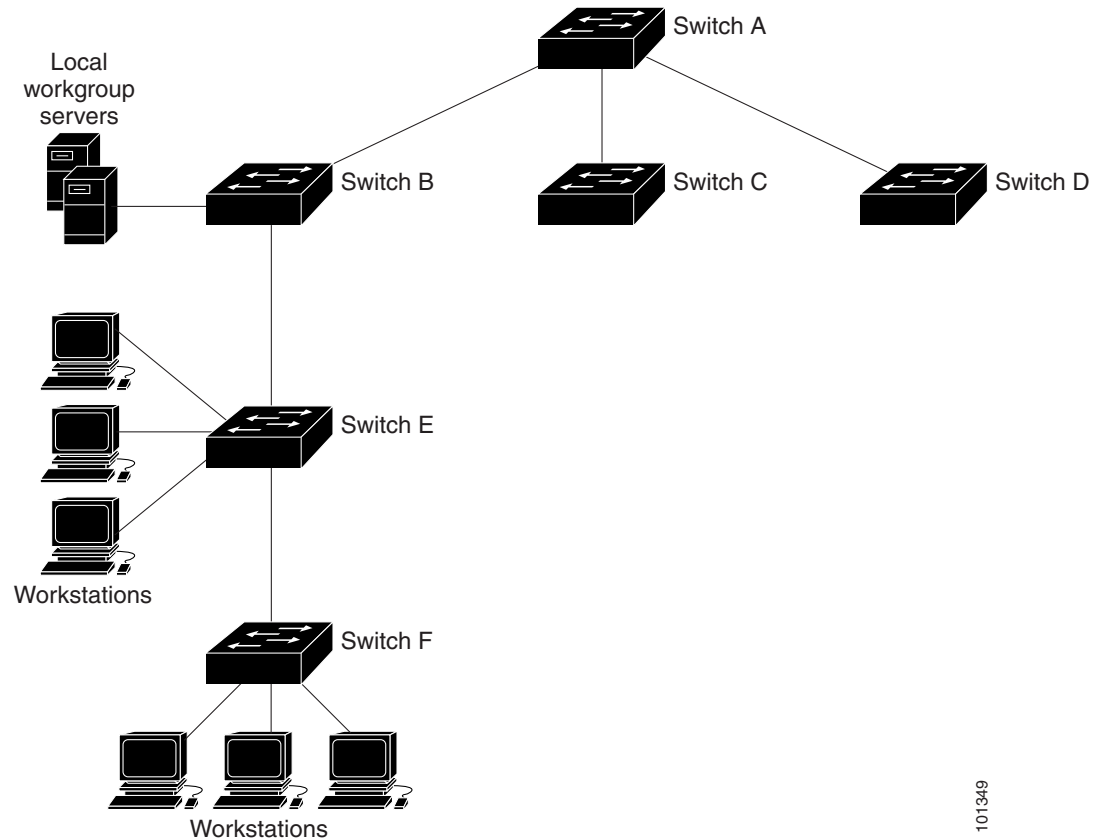 Switch A
Local
workgroup
servers
Switch B
Switch C
Switch D
Switch E
Workstations
Switch F
Workstations
101349